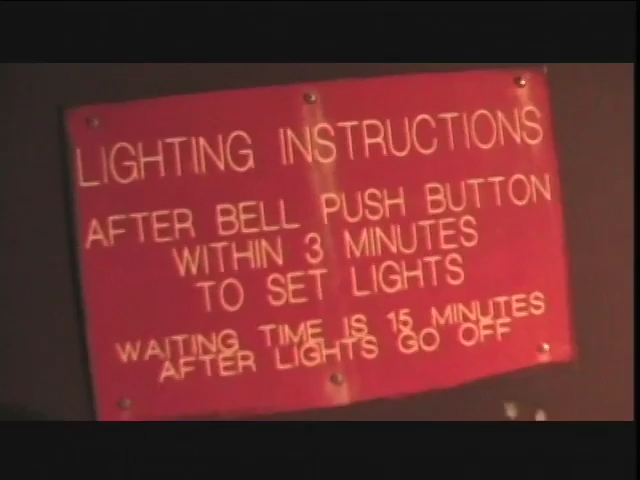 LIGHTING INSTRUCTIONS
AFTER BELL PUSH BUTTON
WITHIN 3 MINUTES
TO SET LIGHTS
WAITING TIME IS 15 MINUTES
AFTER LIGHTS GO OFF